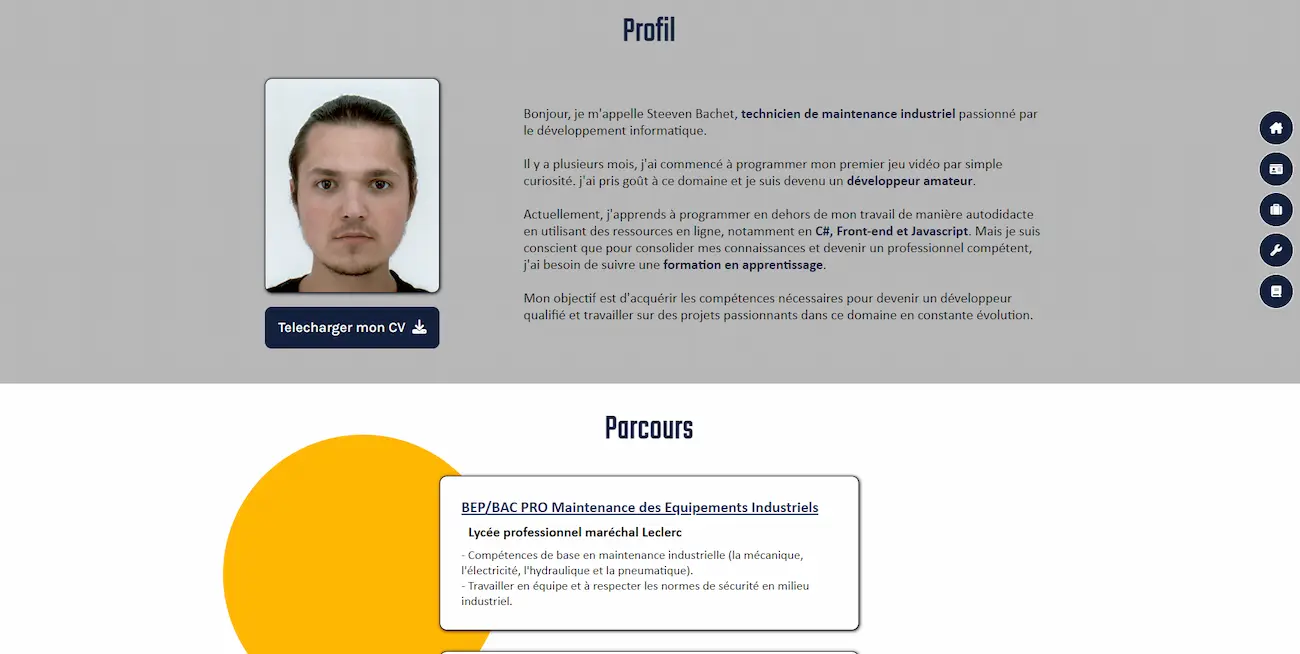 Profil
Bonjour, je m'appelle Steeven Bachet, technicien de maintenance industriel passionné par
le développement informatique.
Il y a plusieurs mois, j'ai commencé à programmer mon premier jeu vidéo par simple
curiosité. j'ai pris goût à ce domaine et je suis devenu un développeur amateur.
Actuellement, j'apprends à programmer en dehors de mon travail de manière autodidacte
en utilisant des ressources en ligne, notamment en C#, Front-end et Javascript. Mais je suis
conscient que pour consolider mes connaissances et devenir un professionnel compétent,
j'ai besoin de suivre une formation en apprentissage.
Mon objectif est d'acquérir les compétences nécessaires pour devenir un développeur
qualifié et travailler sur des projets passionnants dans ce domaine en constante évolution.
Telecharger mon CV
Parcours
BEP/BAC PRO Maintenance des Equipements Industriels
Lycée professionnel maréchal Leclerc
- Compétences de base en maintenance industrielle (la mécanique,
l'électricité, l'hydraulique et la pneumatique).
- Travailler en équipe et à respecter les normes de sécurité en milieu
industriel.